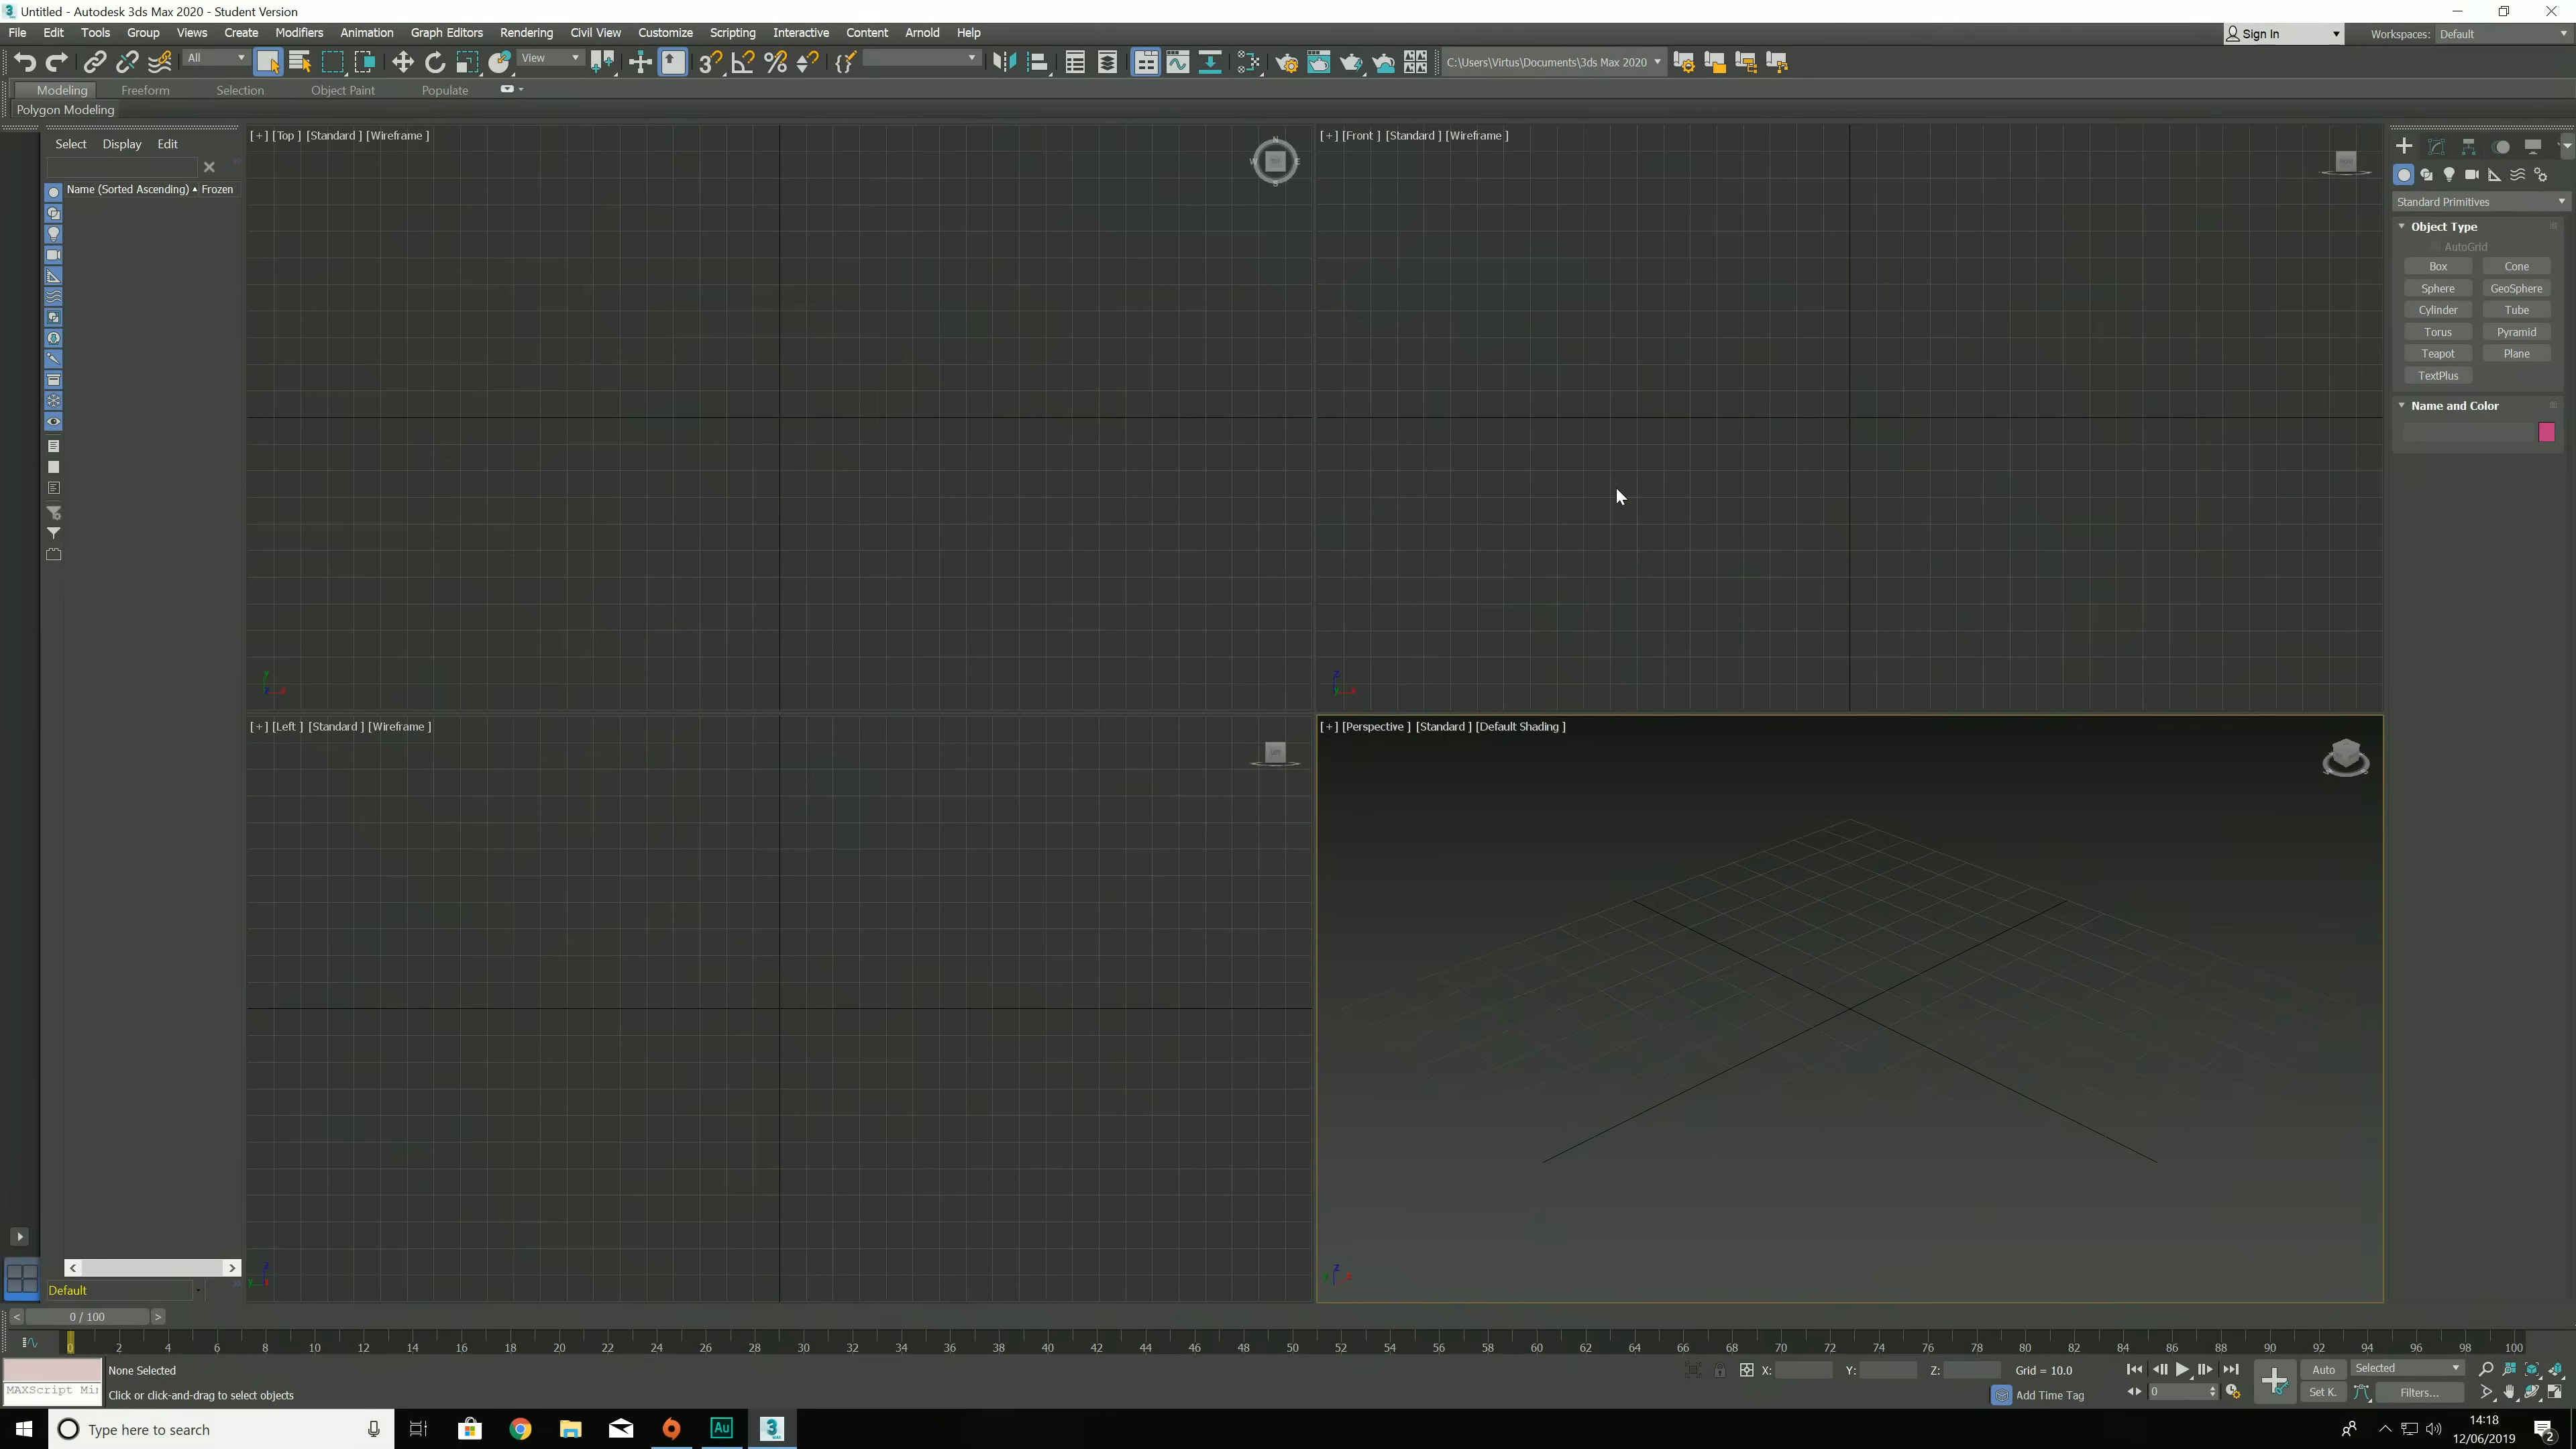 Untitled - Autodesk 3ds Max 2020 - Student Version
File Edit Tools Group Views Create Modifiers Animation Graph Editors Rendering Civil View Customize Scripting Interactive Content Arnold Help
Sign In
Workspaces: Default
All
View
C:\Users\Virtus\Documents\3ds Max 2020
Modeling Freeform Selection Object Paint Populate
Polygon Modeling
Select Display Edit
Name (Sorted Ascending) Frozen
[+] [Top ] [Standard ] [Wireframe ]
N
W E
S
[+] [Front ] [Standard ] [Wireframe ]
Standard Primitives
Object Type
AutoGrid
Box Cone
Sphere GeoSphere
Cylinder Tube
Torus Pyramid
Teapot Plane
TextPlus
Name and Color
y
z x
z
y x
[+] [Left ] [Standard ] [Wireframe ]
[+] [Perspective ] [Standard ] [Default Shading ]
z
y x
z
y x
Default
< 0 / 100 >
0 2 4 6 8 10 12 14 16 18 20 22 24 26 28 30 32 34 36 38 40 42 44 46 48 50 52 54 56 58 60 62 64 66 68 70 72 74 76 78 80 82 84 86 88 90 92 94 96 98 100
None Selected
X: Y: Z: Grid = 10.0
Auto Selected
MAXScript Mi
Click or click-and-drag to select objects
Add Time Tag
0
Set K. Filters...
Type here to search
Au
3
14:18
12/06/2019
2